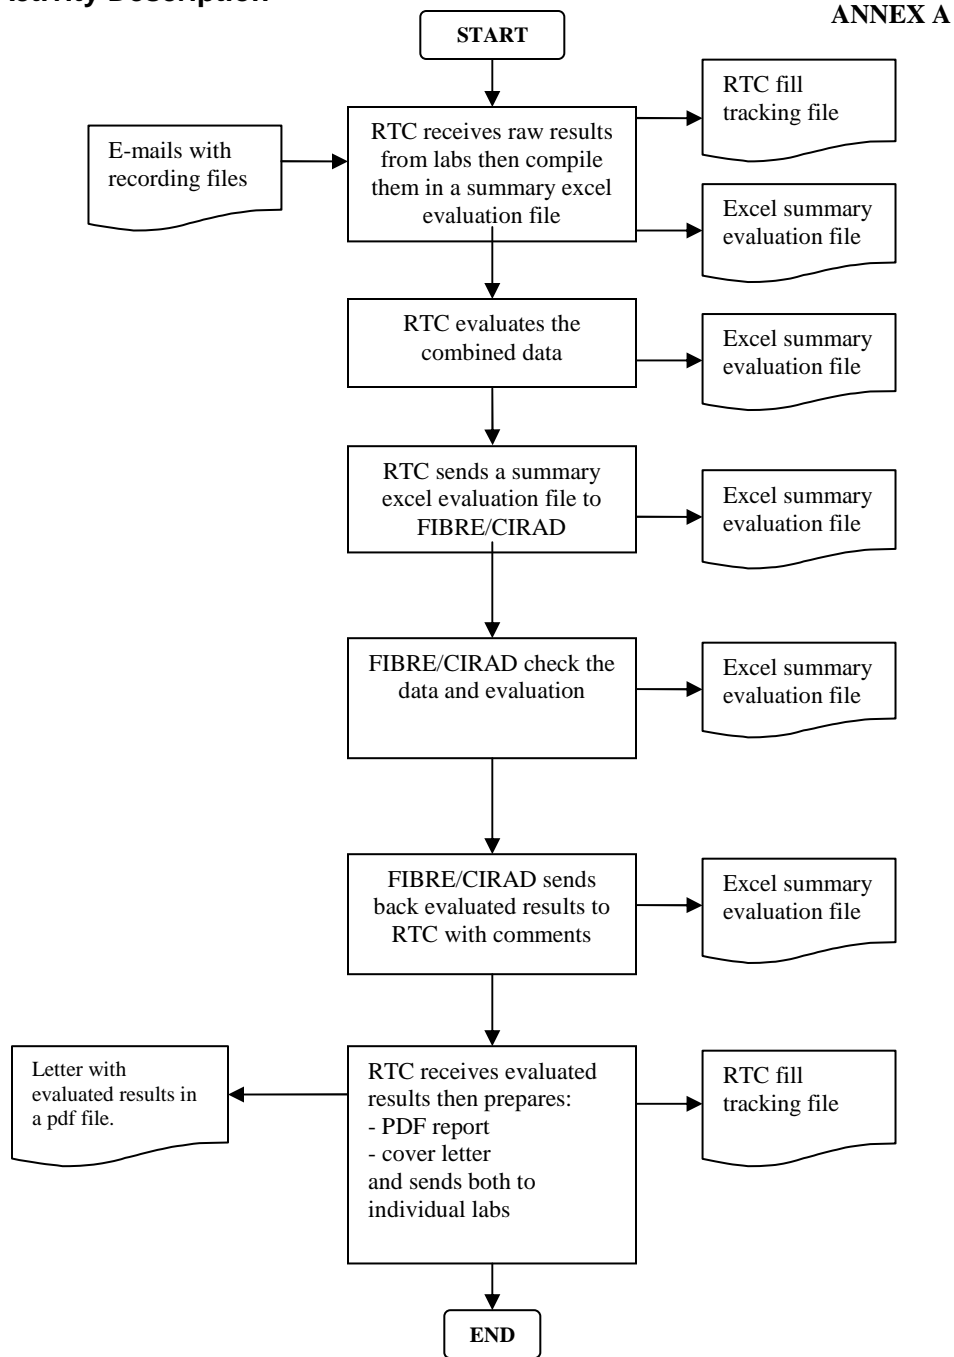 Activity Description
ANNEX A
START
RTC fill
tracking file
E-mails with
recording files
RTC receives raw results
from labs then compile
them in a summary excel
evaluation file
Excel summary
evaluation file
RTC evaluates the
combined data
Excel summary
evaluation file
RTC sends a summary
excel evaluation file to
FIBRE/CIRAD
Excel summary
evaluation file
FIBRE/CIRAD check the
data and evaluation
Excel summary
evaluation file
FIBRE/CIRAD sends
back evaluated results to
RTC with comments
Excel summary
evaluation file
Letter with
evaluated results in
a pdf file.
RTC receives evaluated
results then prepares:
- PDF report
- cover letter
and sends both to
individual labs
RTC fill
tracking file
END